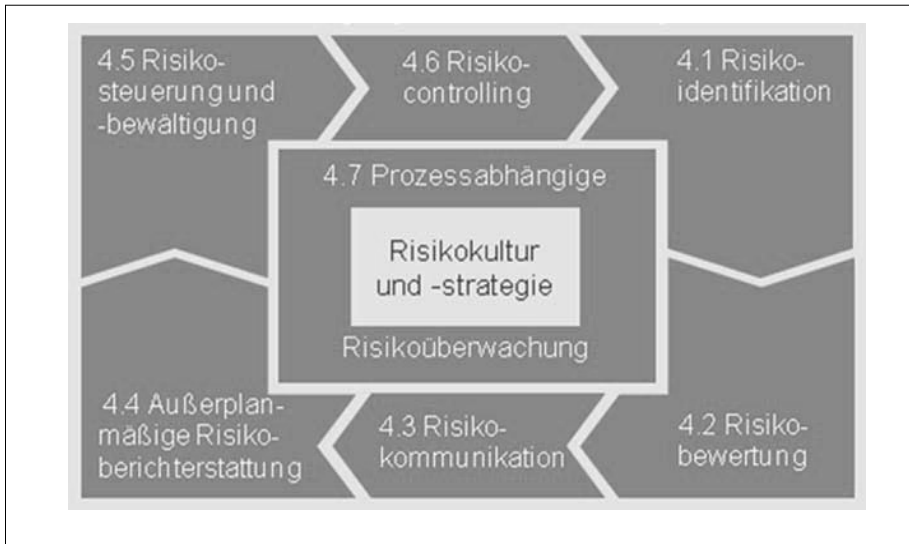 4.5 Risiko-
steuerung und
-bewältigung
4.6 Risiko-
controlling
4.1 Risiko-
identifikation
4.7 Prozessabhängige
Risikokultur
und -strategie
Risikoüberwachung
4.4 Außerplan-
mäßige Risiko-
berichterstattung
4.3 Risiko-
kommunikation
4.2 Risiko-
bewertung